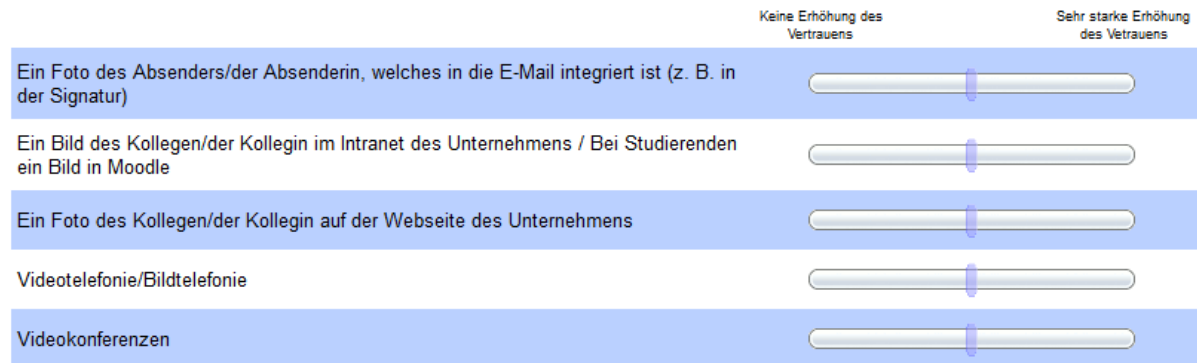 Keine Erhöhung des
Vertrauens
Sehr starke Erhöhung
des Vetrauens
Ein Foto des Absenders/der Absenderin, welches in die E-Mail integriert ist (z. B. in
der Signatur)
Ein Bild des Kollegen/der Kollegin im Intranet des Unternehmens / Bei Studierenden
ein Bild in Moodle
Ein Foto des Kollegen/der Kollegin auf der Webseite des Unternehmens
Videotelefonie/Bildtelefonie
Videokonferenzen